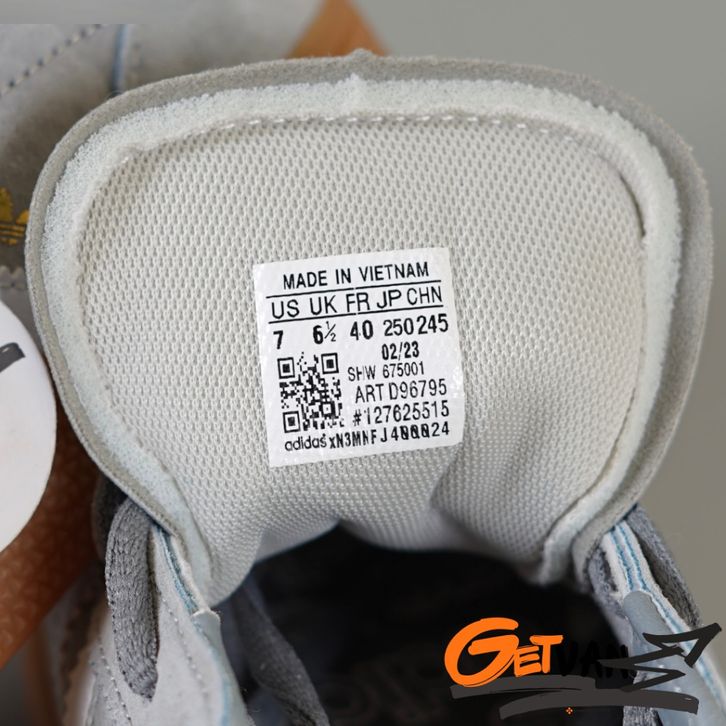 MADE IN VIETNAM
US UK FR JP CHN
7 6½ 40 250 245
02/23
SHW 675001
ART D96795
#127625515
adidas xN3MNFJ400024
GETVAN